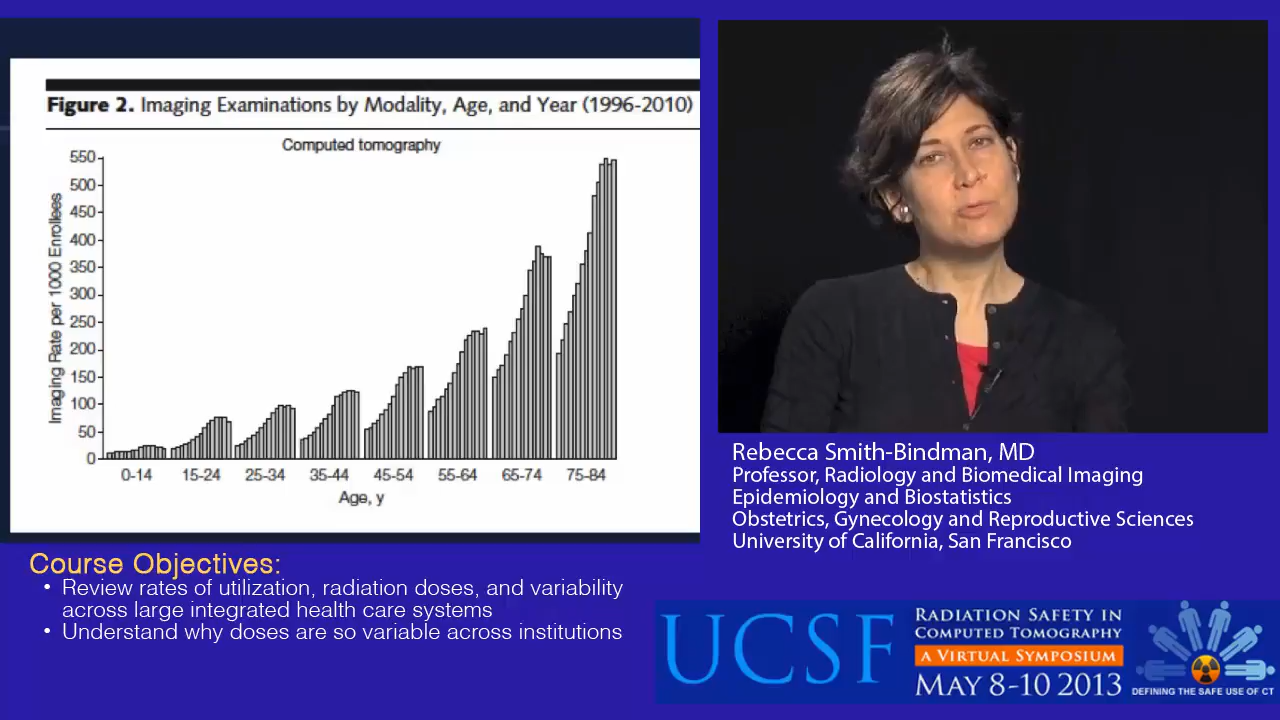 Figure 2. Imaging Examinations by Modality, Age, and Year (1996-2010)
Computed tomography
Imaging Rate per 1000 Enrollees
550
500
450
400
350
300
250
200
150
100
50
0
0-14 15-24 25-34 35-44 45-54 55-64 65-74 75-84
Age, y
Rebecca Smith-Bindman, MD
Professor, Radiology and Biomedical Imaging
Epidemiology and Biostatistics
Obstetrics, Gynecology and Reproductive Sciences
University of California, San Francisco
Course Objectives:
• Review rates of utilization, radiation doses, and variability
across large integrated health care systems
• Understand why doses are so variable across institutions
UCSF
RADIATION SAFETY IN
COMPUTED TOMOGRAPHY
A VIRTUAL SYMPOSIUM
MAY 8-10 2013
DEFINING THE SAFE USE OF CT